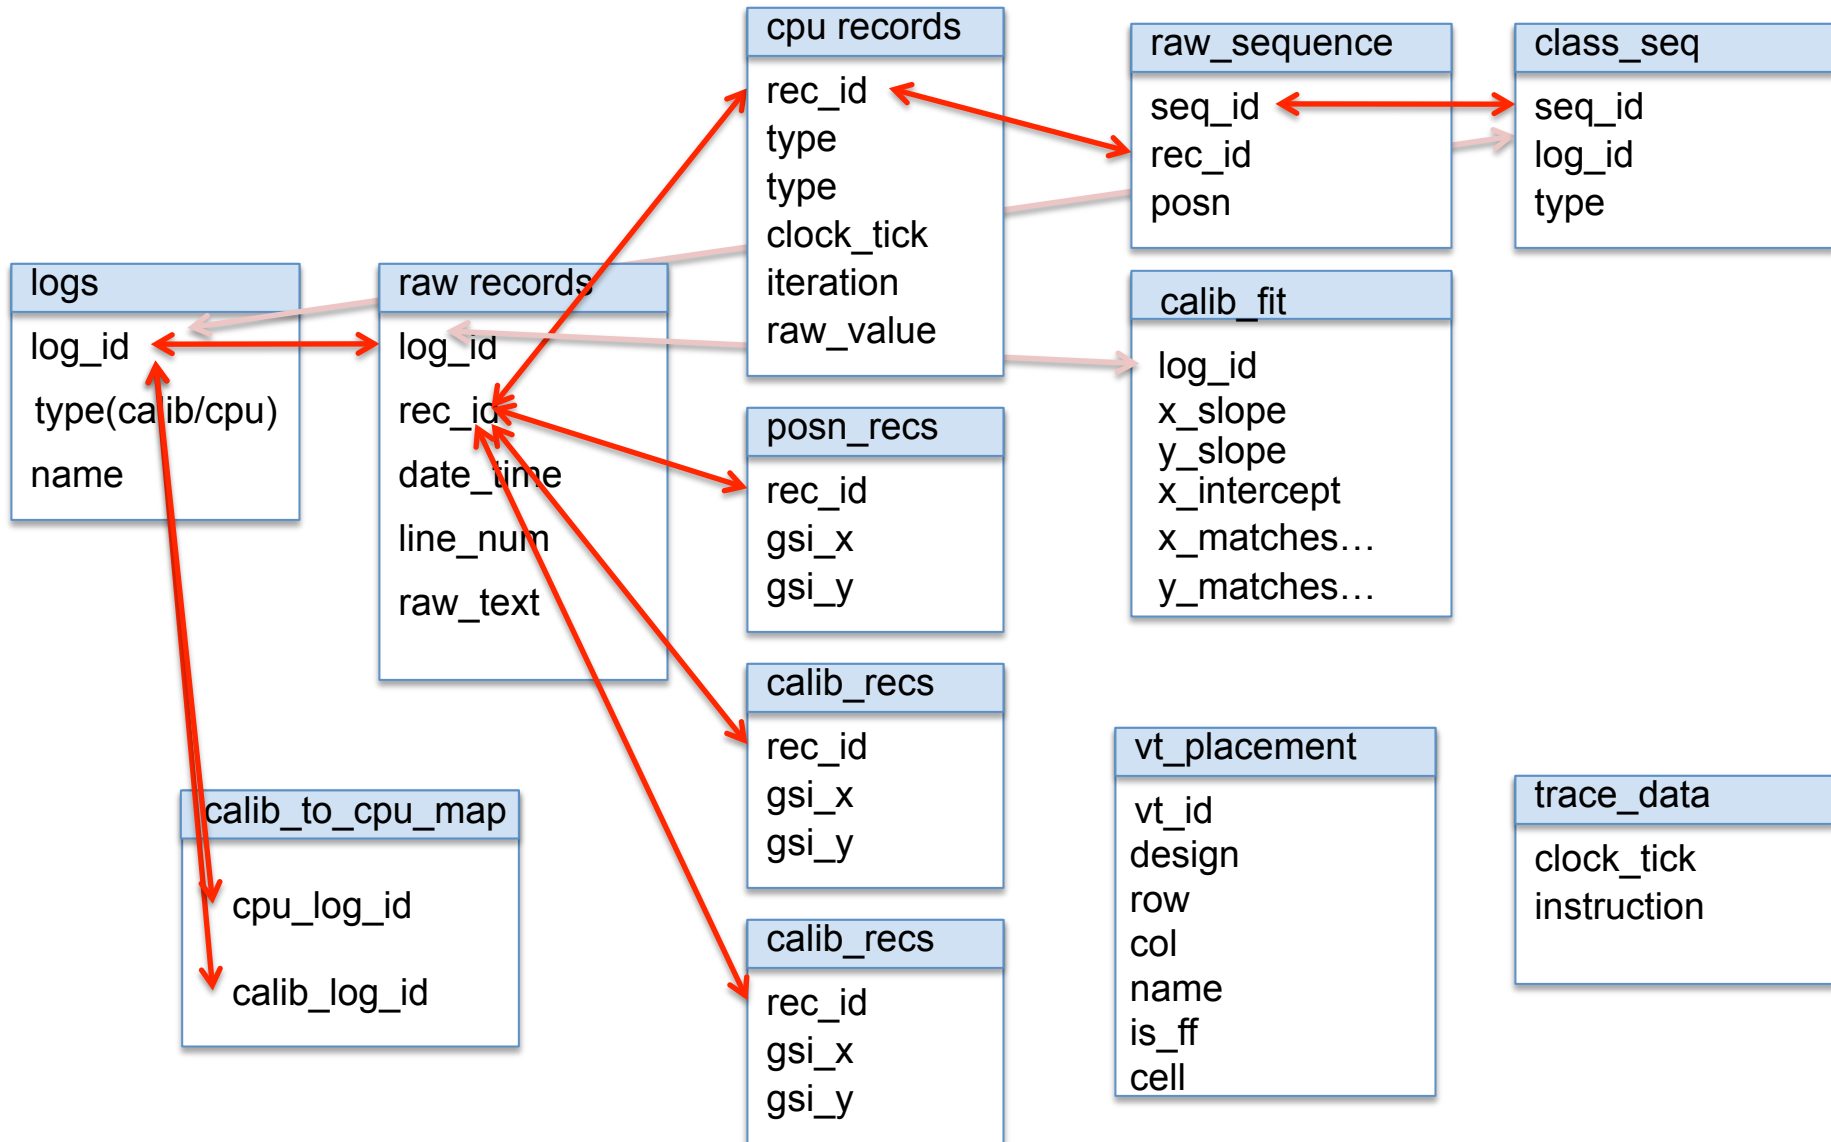 cpu records
rec_id
type
type
clock_tick
iteration
raw_value
raw_sequence
seq_id
rec_id
posn
class_seq
seq_id
log_id
type
logs
log_id
type(calib/cpu)
name
raw records
log_id
rec_id
date_time
line_num
raw_text
calib_fit
log_id
x_slope
y_slope
x_intercept
x_matches…
y_matches…
posn_recs
rec_id
gsi_x
gsi_y
calib_recs
rec_id
gsi_x
gsi_y
calib_to_cpu_map
cpu_log_id
calib_log_id
calib_recs
rec_id
gsi_x
gsi_y
vt_placement
vt_id
design
row
col
name
is_ff
cell
trace_data
clock_tick
instruction